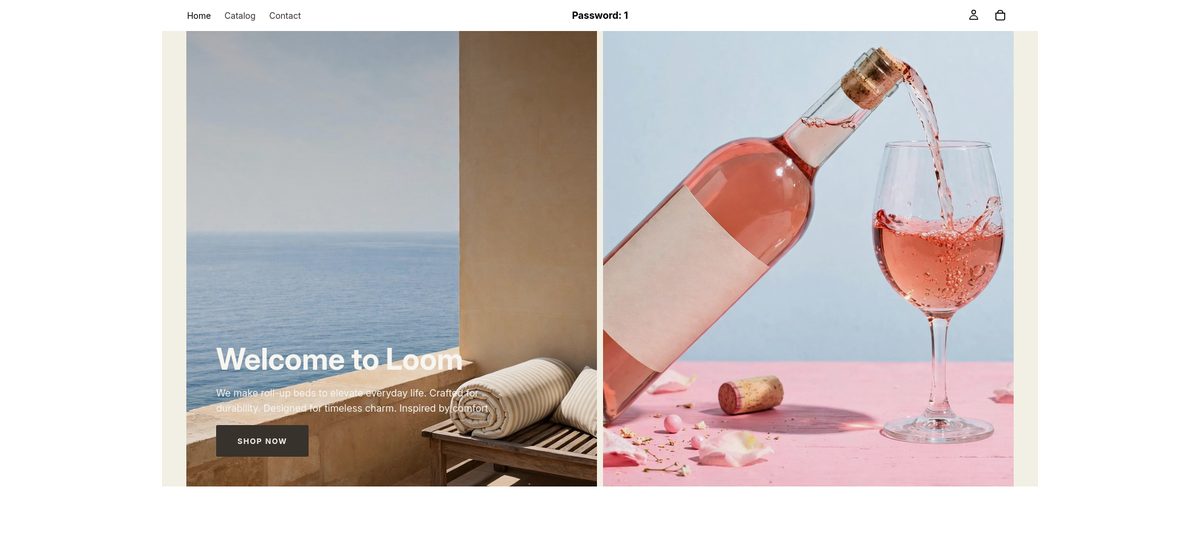 Home Catalog Contact Password: 1
Welcome to Loom
We make roll-up beds to elevate everyday life. Crafted for
durability. Designed for timeless charm. Inspired by comfort.
SHOP NOW